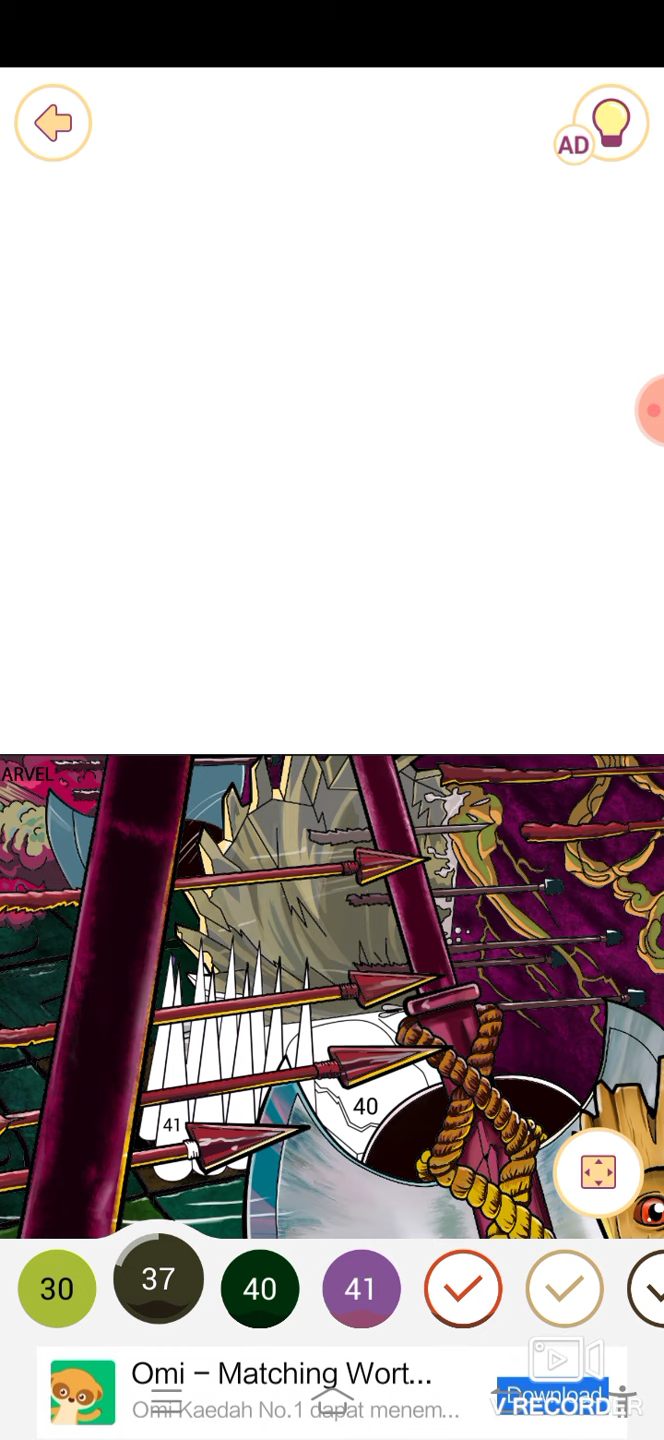 AD
ARVEL
40
41
30
37
40
41
Omi – Matching Wort...
Omi Kaedah No.1 dapat menem...
Download
V RECORDER